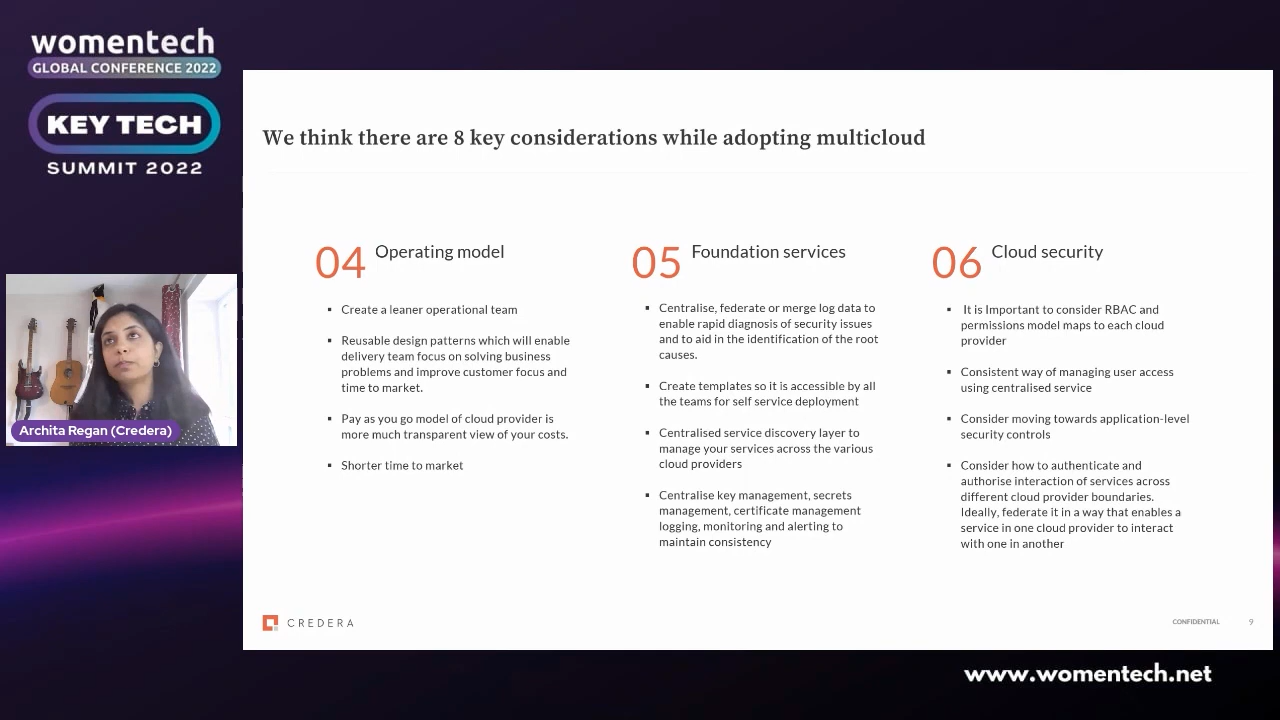 womentech
GLOBAL CONFERENCE 2022
KEY TECH
SUMMIT 2022
We think there are 8 key considerations while adopting multicloud
04 Operating model
▪ Create a leaner operational team
▪ Reusable design patterns which will enable
delivery team focus on solving business
problems and improve customer focus and
time to market.
▪ Pay as you go model of cloud provider is
more much transparent view of your costs.
▪ Shorter time to market
05 Foundation services
▪ Centralise, federate or merge log data to
enable rapid diagnosis of security issues
and to aid in the identification of the root
causes.
▪ Create templates so it is accessible by all
the teams for self service deployment
▪ Centralised service discovery layer to
manage your services across the various
cloud providers
▪ Centralise key management, secrets
management, certificate management
logging, monitoring and alerting to
maintain consistency
06 Cloud security
▪ It is Important to consider RBAC and
permissions model maps to each cloud
provider
▪ Consistent way of managing user access
using centralised service
▪ Consider moving towards application-level
security controls
▪ Consider how to authenticate and
authorise interaction of services across
different cloud provider boundaries.
Ideally, federate it in a way that enables a
service in one cloud provider to interact
with one in another
Archita Regan (Credera)
CREDERA
CONFIDENTIAL 9
www.womentech.net